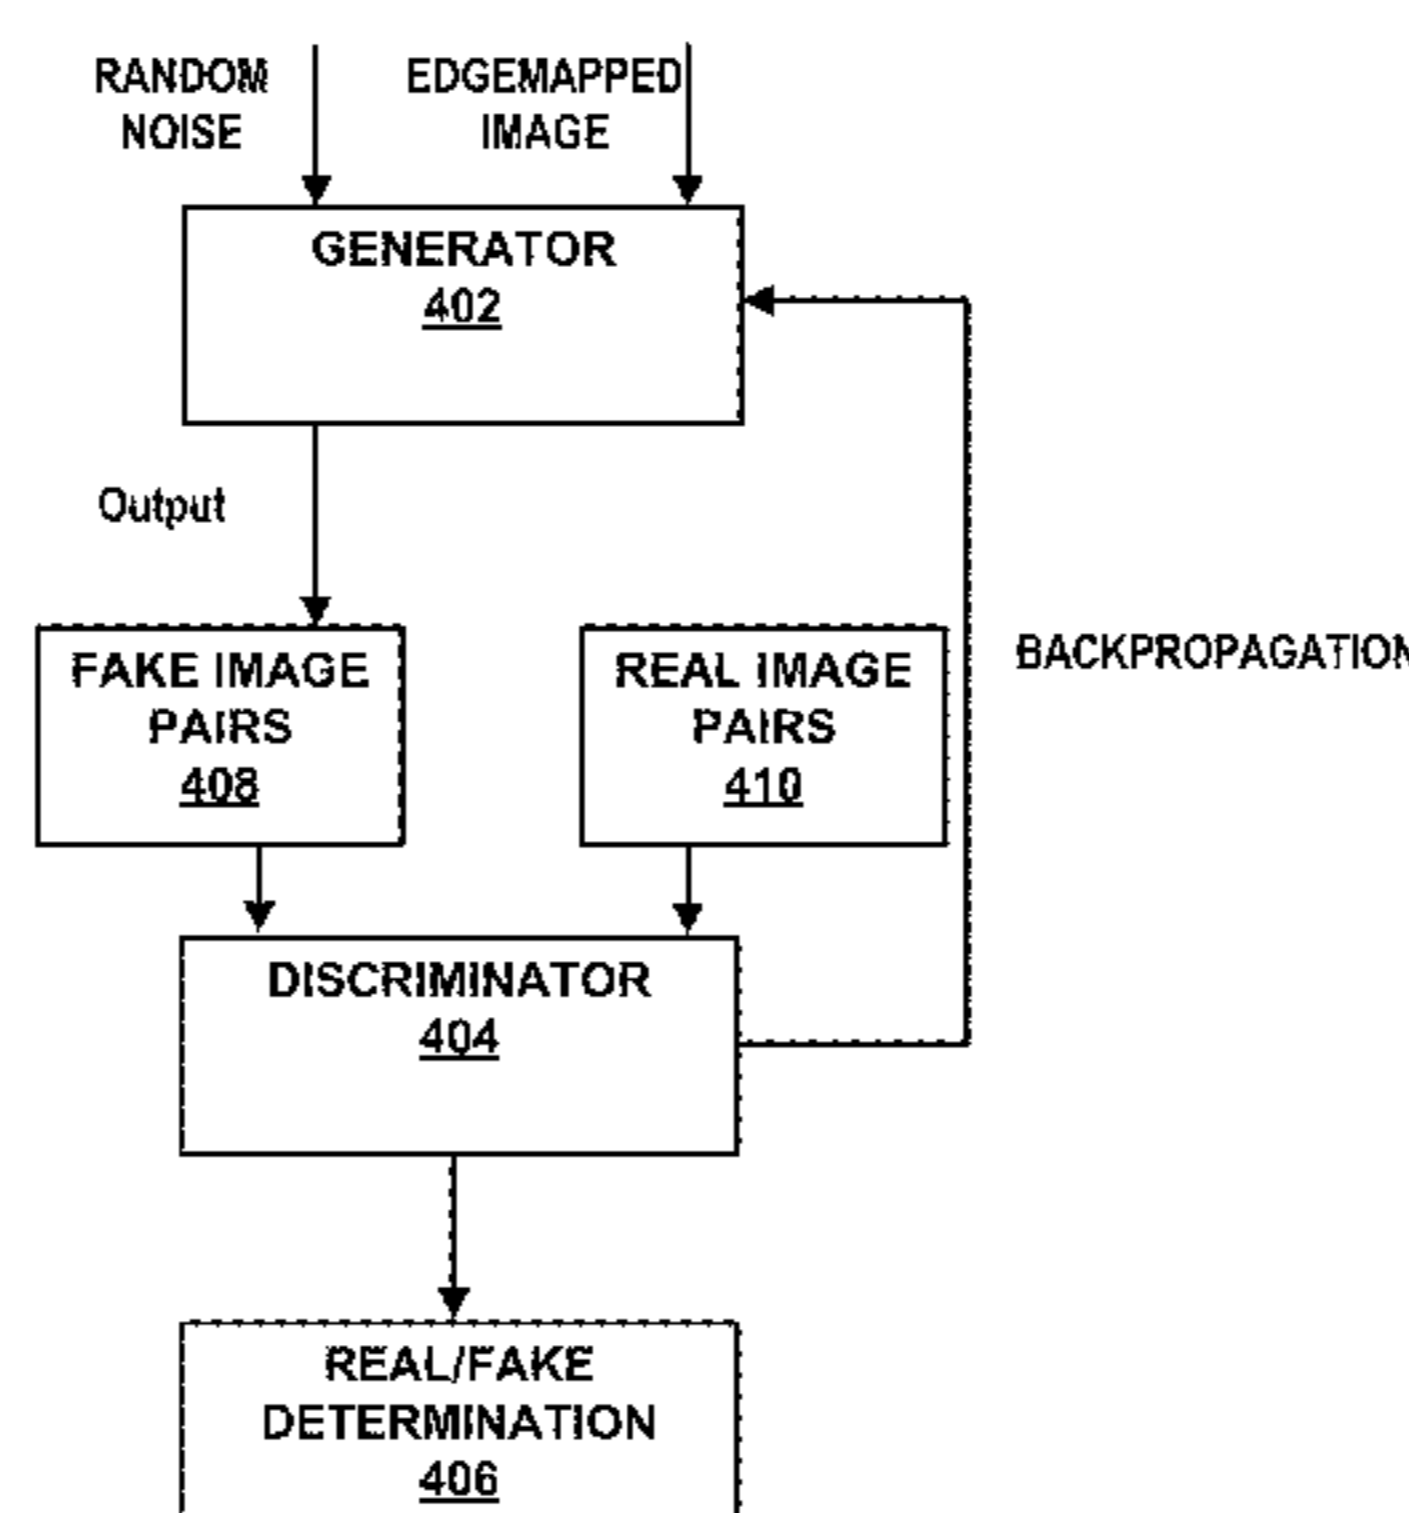 RANDOM
NOISE
EDGEMAPPED
IMAGE
GENERATOR
402
Output
FAKE IMAGE
PAIRS
408
REAL IMAGE
PAIRS
410
BACKPROPAGATION
DISCRIMINATOR
404
REAL/FAKE
DETERMINATION
406